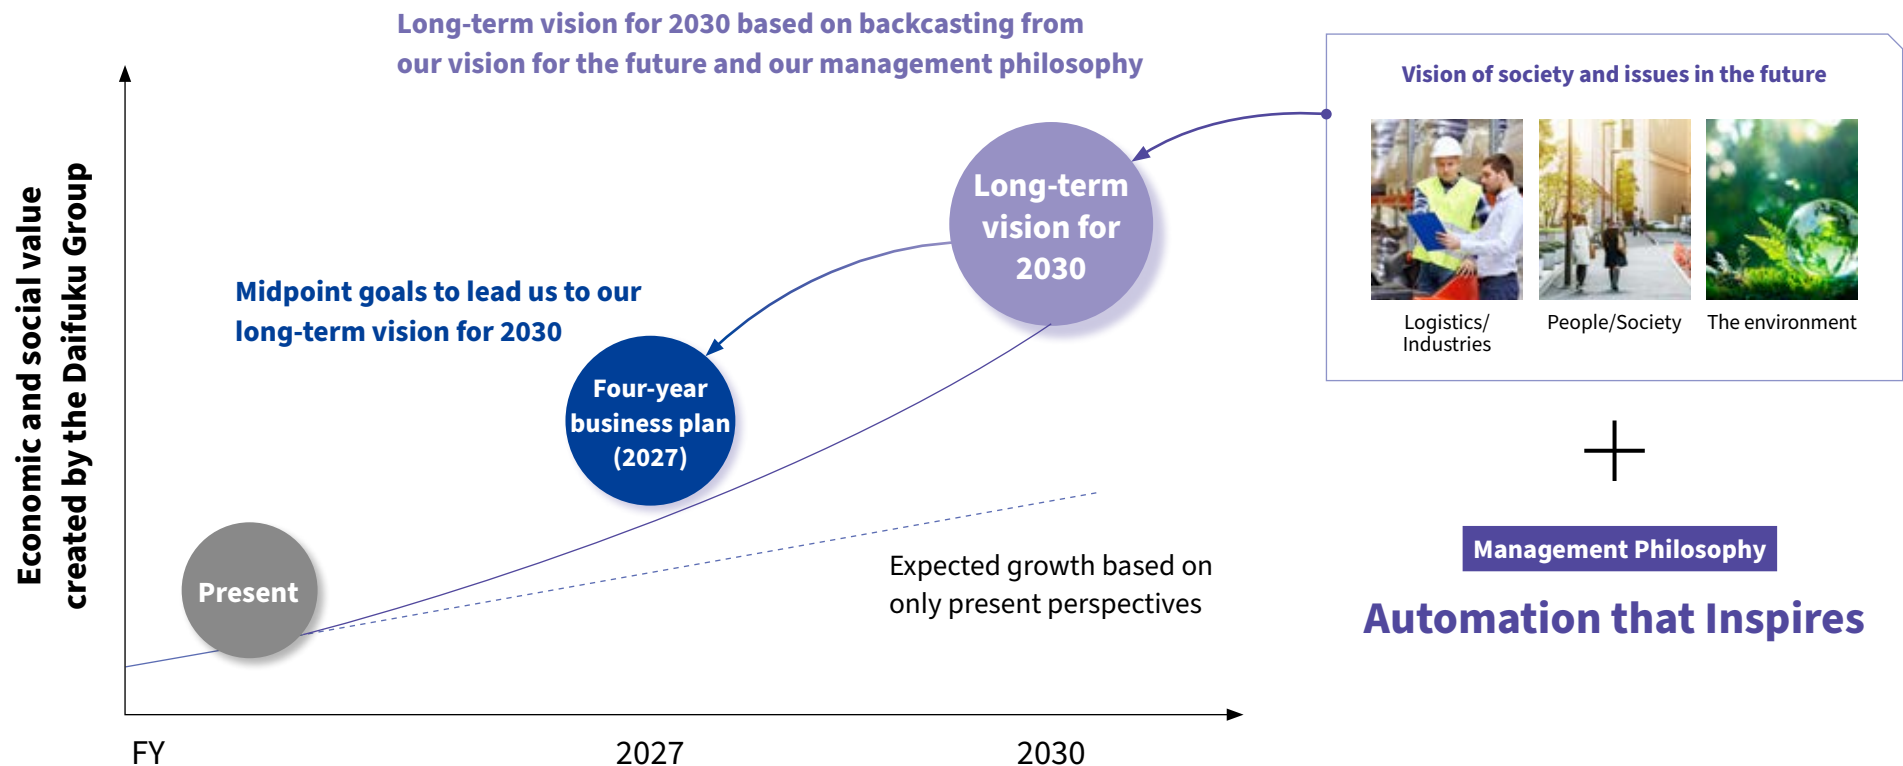 Long-term vision for 2030 based on backcasting from
our vision for the future and our management philosophy
Vision of society and issues in the future
Logistics/
Industries
People/Society
The environment
Long-term
vision for
2030
Midpoint goals to lead us to our
long-term vision for 2030
Four-year
business plan
(2027)
Present
Expected growth based on
only present perspectives
Management Philosophy
Automation that Inspires
Economic and social value
created by the Daifuku Group
FY
2027
2030